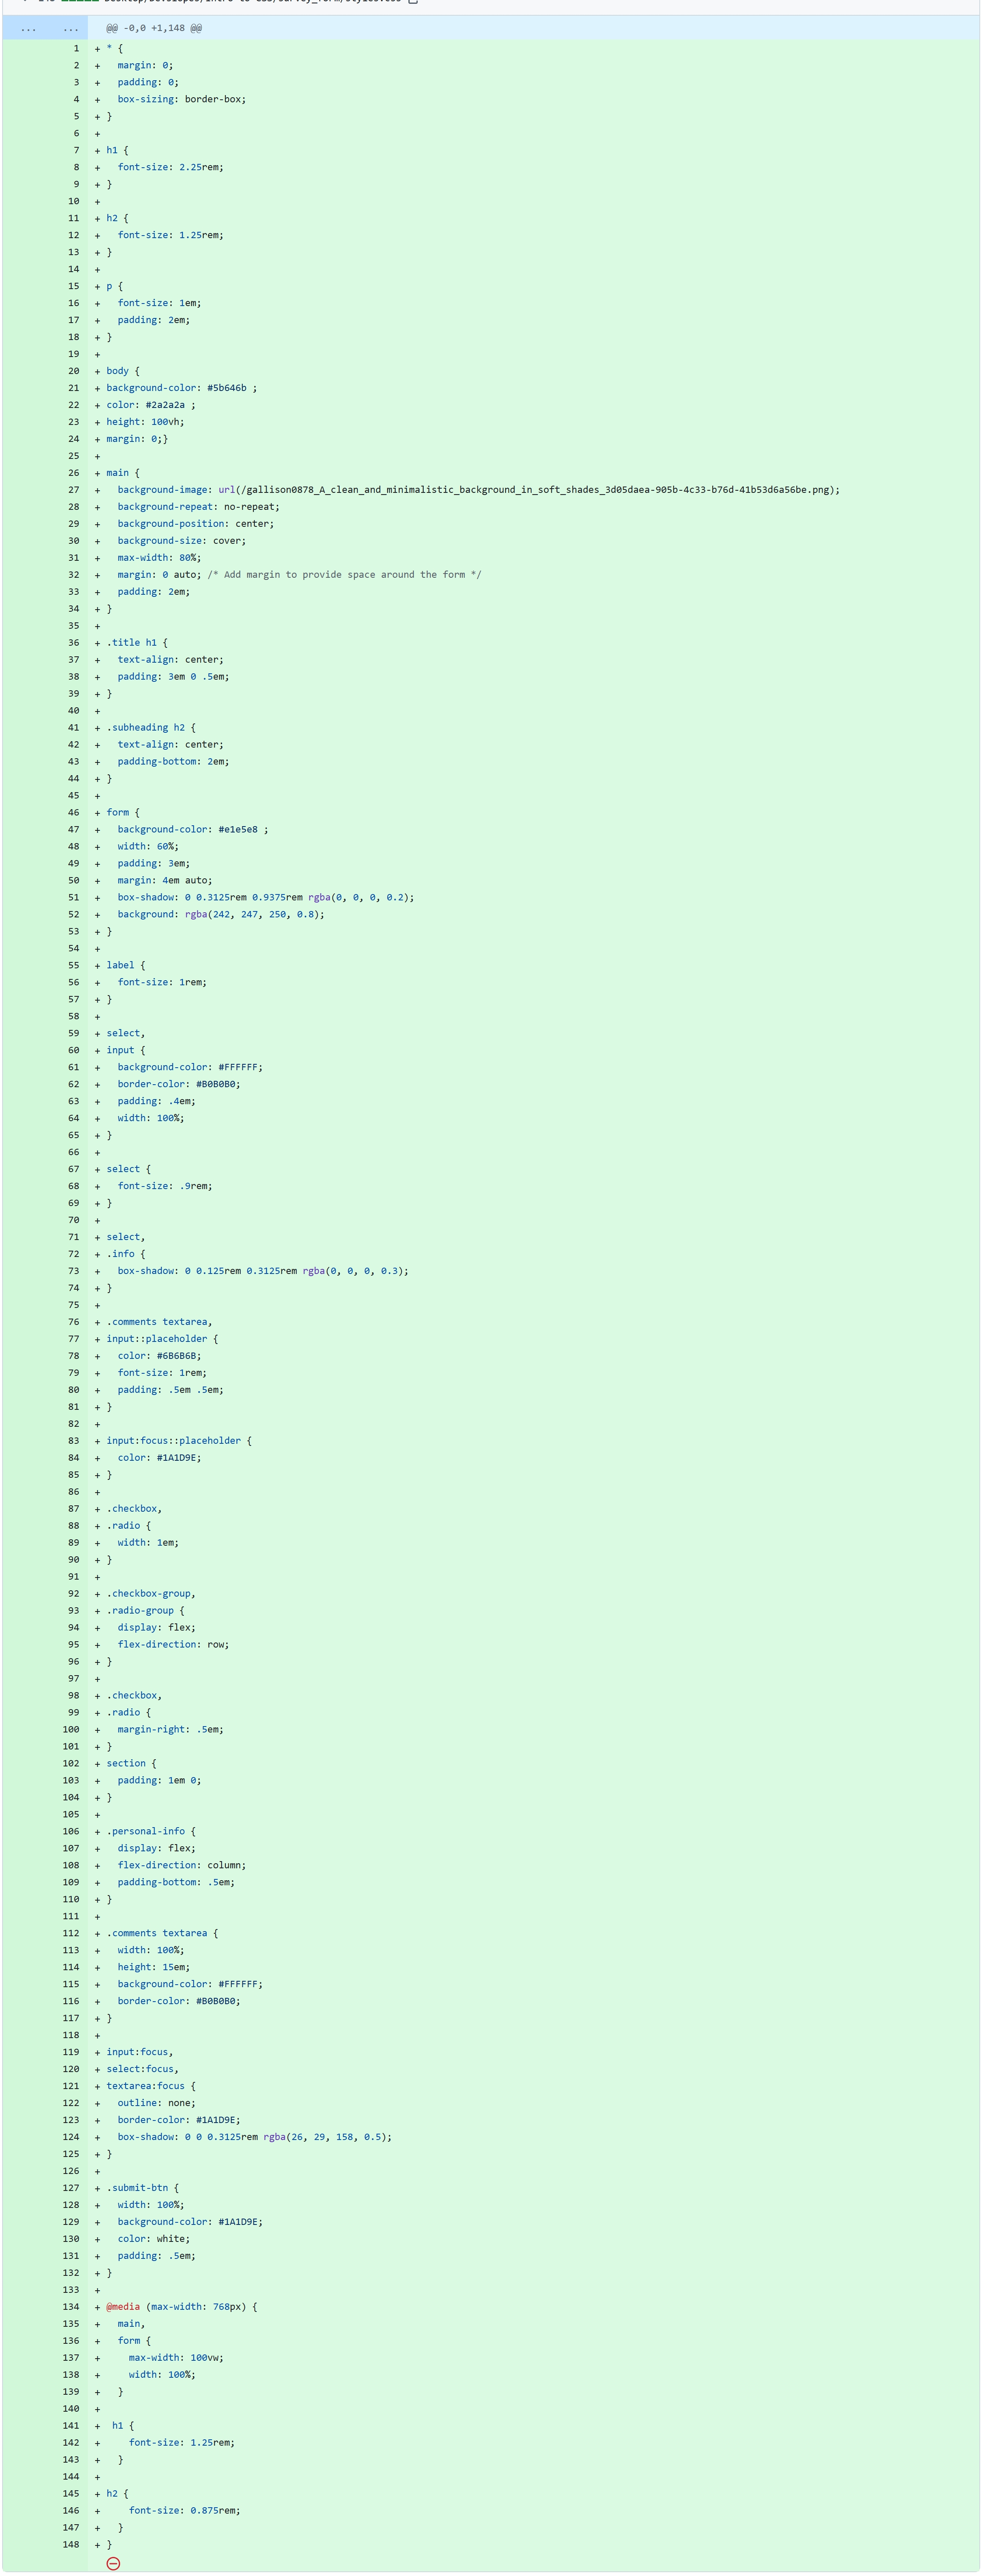 @@ -0,0 +1,148 @@
1 + * {
2 + margin: 0;
3 + padding: 0;
4 + box-sizing: border-box;
5 + }
6 +
7 + h1 {
8 + font-size: 2.25rem;
9 + }
10 +
11 + h2 {
12 + font-size: 1.25rem;
13 + }
14 +
15 + p {
16 + font-size: 1em;
17 + padding: 2em;
18 + }
19 +
20 + body {
21 + background-color: #5b646b ;
22 + color: #2a2a2a ;
23 + height: 100vh;
24 + margin: 0;}
25 +
26 + main {
27 + background-image: url(/gallison0878_A_clean_and_minimalistic_background_in_soft_shades_3d05daea-905b-4c33-b76d-41b53d6a56be.png);
28 + background-repeat: no-repeat;
29 + background-position: center;
30 + background-size: cover;
31 + max-width: 80%;
32 + margin: 0 auto; /* Add margin to provide space around the form */
33 + padding: 2em;
34 + }
35 +
36 + .title h1 {
37 + text-align: center;
38 + padding: 3em 0 .5em;
39 + }
40 +
41 + .subheading h2 {
42 + text-align: center;
43 + padding-bottom: 2em;
44 + }
45 +
46 + form {
47 + background-color: #e1e5e8 ;
48 + width: 60%;
49 + padding: 3em;
50 + margin: 4em auto;
51 + box-shadow: 0 0.3125rem 0.9375rem rgba(0, 0, 0, 0.2);
52 + background: rgba(242, 247, 250, 0.8);
53 + }
54 +
55 + label {
56 + font-size: 1rem;
57 + }
58 +
59 + select,
60 + input {
61 + background-color: #FFFFFF;
62 + border-color: #B0B0B0;
63 + padding: .4em;
64 + width: 100%;
65 + }
66 +
67 + select {
68 + font-size: .9rem;
69 + }
70 +
71 + select,
72 + .info {
73 + box-shadow: 0 0.125rem 0.3125rem rgba(0, 0, 0, 0.3);
74 + }
75 +
76 + .comments textarea,
77 + input::placeholder {
78 + color: #6B6B6B;
79 + font-size: 1rem;
80 + padding: .5em .5em;
81 + }
82 +
83 + input:focus::placeholder {
84 + color: #1A1D9E;
85 + }
86 +
87 + .checkbox,
88 + .radio {
89 + width: 1em;
90 + }
91 +
92 + .checkbox-group,
93 + .radio-group {
94 + display: flex;
95 + flex-direction: row;
96 + }
97 +
98 + .checkbox,
99 + .radio {
100 + margin-right: .5em;
101 + }
102 + section {
103 + padding: 1em 0;
104 + }
105 +
106 + .personal-info {
107 + display: flex;
108 + flex-direction: column;
109 + padding-bottom: .5em;
110 + }
111 +
112 + .comments textarea {
113 + width: 100%;
114 + height: 15em;
115 + background-color: #FFFFFF;
116 + border-color: #B0B0B0;
117 + }
118 +
119 + input:focus,
120 + select:focus,
121 + textarea:focus {
122 + outline: none;
123 + border-color: #1A1D9E;
124 + box-shadow: 0 0 0.3125rem rgba(26, 29, 158, 0.5);
125 + }
126 +
127 + .submit-btn {
128 + width: 100%;
129 + background-color: #1A1D9E;
130 + color: white;
131 + padding: .5em;
132 + }
133 +
134 + @media (max-width: 768px) {
135 + main,
136 + form {
137 + max-width: 100vw;
138 + width: 100%;
139 + }
140 +
141 + h1 {
142 + font-size: 1.25rem;
143 + }
144 +
145 + h2 {
146 + font-size: 0.875rem;
147 + }
148 + }